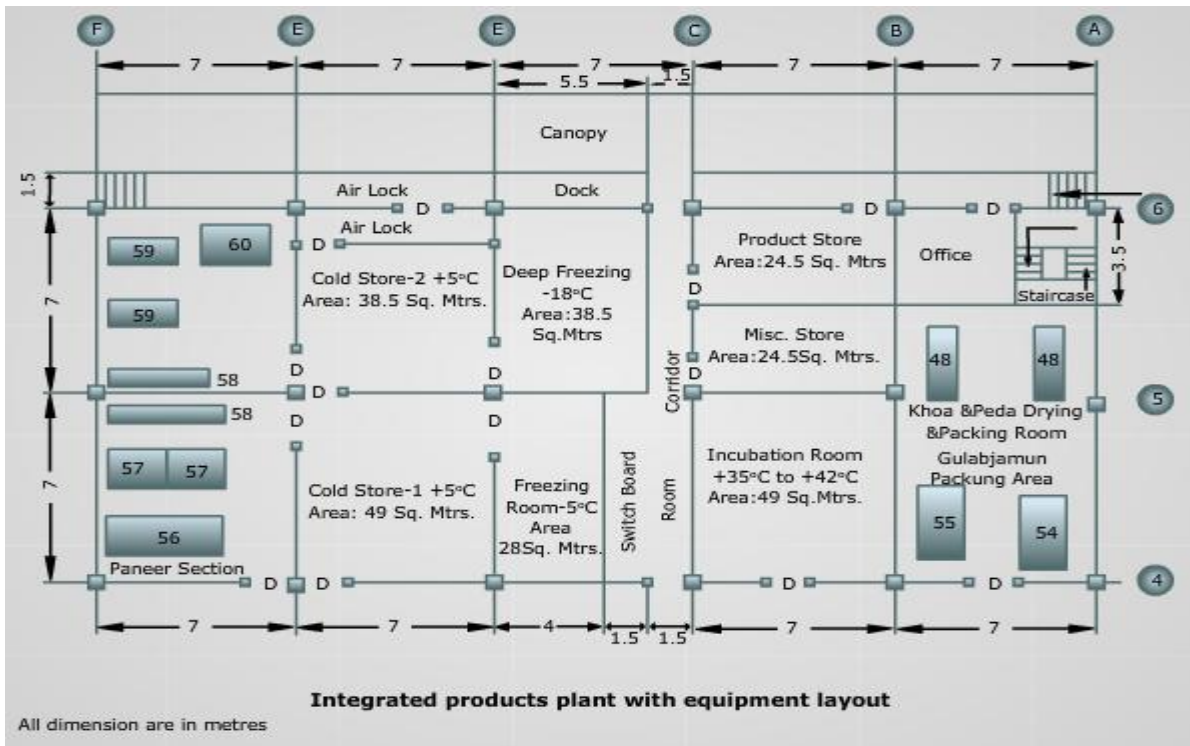 F E E C B A
7 7 7 7 7
5.5 1.5
Canopy
1.5
Air Lock Dock
D D D 6
Air Lock
D
59 60
Cold Store-2 +5°C
Area: 38.5 Sq. Mtrs.
Deep Freezing
-18°C
Area:38.5
Sq.Mtrs
Product Store
Area:24.5 Sq. Mtrs
Office
3.5
Staircase
7
59
D
Misc. Store
Area:24.5Sq. Mtrs.
48 48
58
D D D
D
5
58
D D
Corridor
Khoa &Peda Drying
&Packing Room
Gulabjamun
Packung Area
57 57
7
Cold Store-1 +5°C
Area: 49 Sq. Mtrs.
Freezing
Room-5°C
Area
28Sq. Mtrs.
Switch Board
Room
Incubation Room
+35°C to +42°C
Area:49 Sq.Mtrs.
55 54
56
Paneer Section
D D D D 4
7 7 4 1.5 1.5 7 7
Integrated products plant with equipment layout
All dimension are in metres